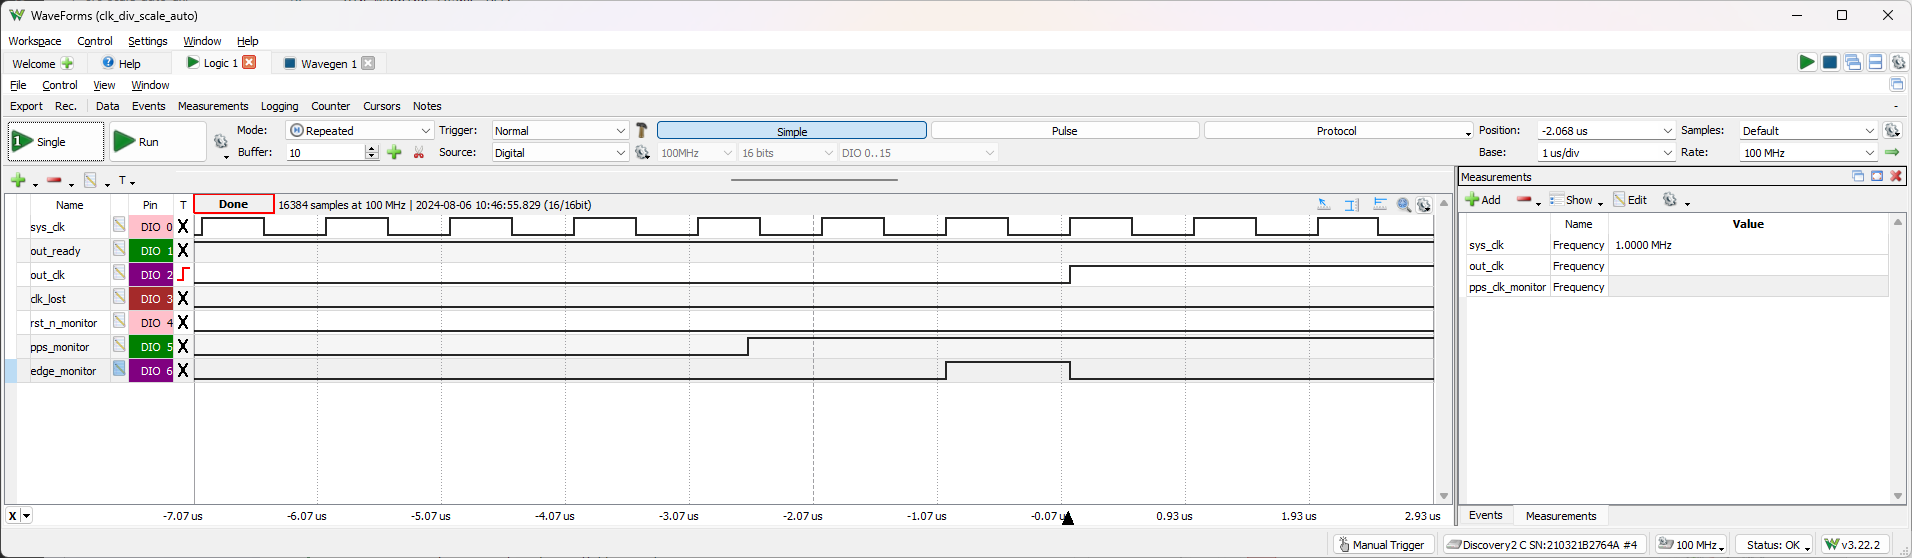 WaveForms (clk_div_scale_auto)
Workspace Control Settings Window Help
Welcome Help Logic 1 Wavegen 1
File Control View Window
Export Rec. Data Events Measurements Logging Counter Cursors Notes -
1 Single Run Mode: Repeated Trigger: Normal Simple Pulse Protocol Position: -2.068 us Samples: Default
Buffer: 10 Source: Digital 100MHz 16 bits DIO 0..15 Base: 1 us/div Rate: 100 MHz
T
Measurements
Add Show Edit
Name Pin T Done 16384 samples at 100 MHz | 2024-08-06 10:46:55.829 (16/16bit)
sys_clk DIO 0 X
out_ready DIO 1 X
out_clk DIO 2
clk_lost DIO 3 X
rst_n_monitor DIO 4 X
pps_monitor DIO 5 X
edge_monitor DIO 6 X
Name Value
sys_clk Frequency 1.0000 MHz
out_clk Frequency
pps_clk_monitor Frequency
X -7.07 us -6.07 us -5.07 us -4.07 us -3.07 us -2.07 us -1.07 us -0.07 us 0.93 us 1.93 us 2.93 us
Events Measurements
Manual Trigger Discovery2 C SN:210321B2764A #4 100 MHz Status: OK v3.22.2